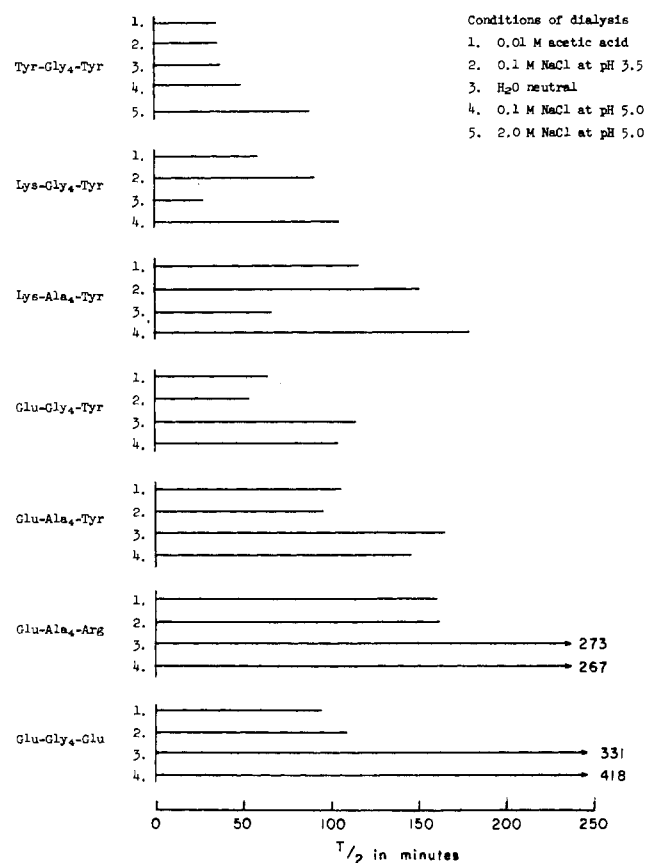 Conditions of dialysis
1. 0.01 M acetic acid
2. 0.1 M NaCl at pH 3.5
3. H₂O neutral
4. 0.1 M NaCl at pH 5.0
5. 2.0 M NaCl at pH 5.0
Tyr-Gly₄-Tyr
1.
2.
3.
4.
5.
Lys-Gly₄-Tyr
1.
2.
3.
4.
Lys-Ala₄-Tyr
1.
2.
3.
4.
Glu-Gly₄-Tyr
1.
2.
3.
4.
Glu-Ala₄-Tyr
1.
2.
3.
4.
Glu-Ala₄-Arg
1.
2.
3. 273
4. 267
Glu-Gly₄-Glu
1.
2.
3. 331
4. 418
0 50 100 150 200 250
T/2 in minutes